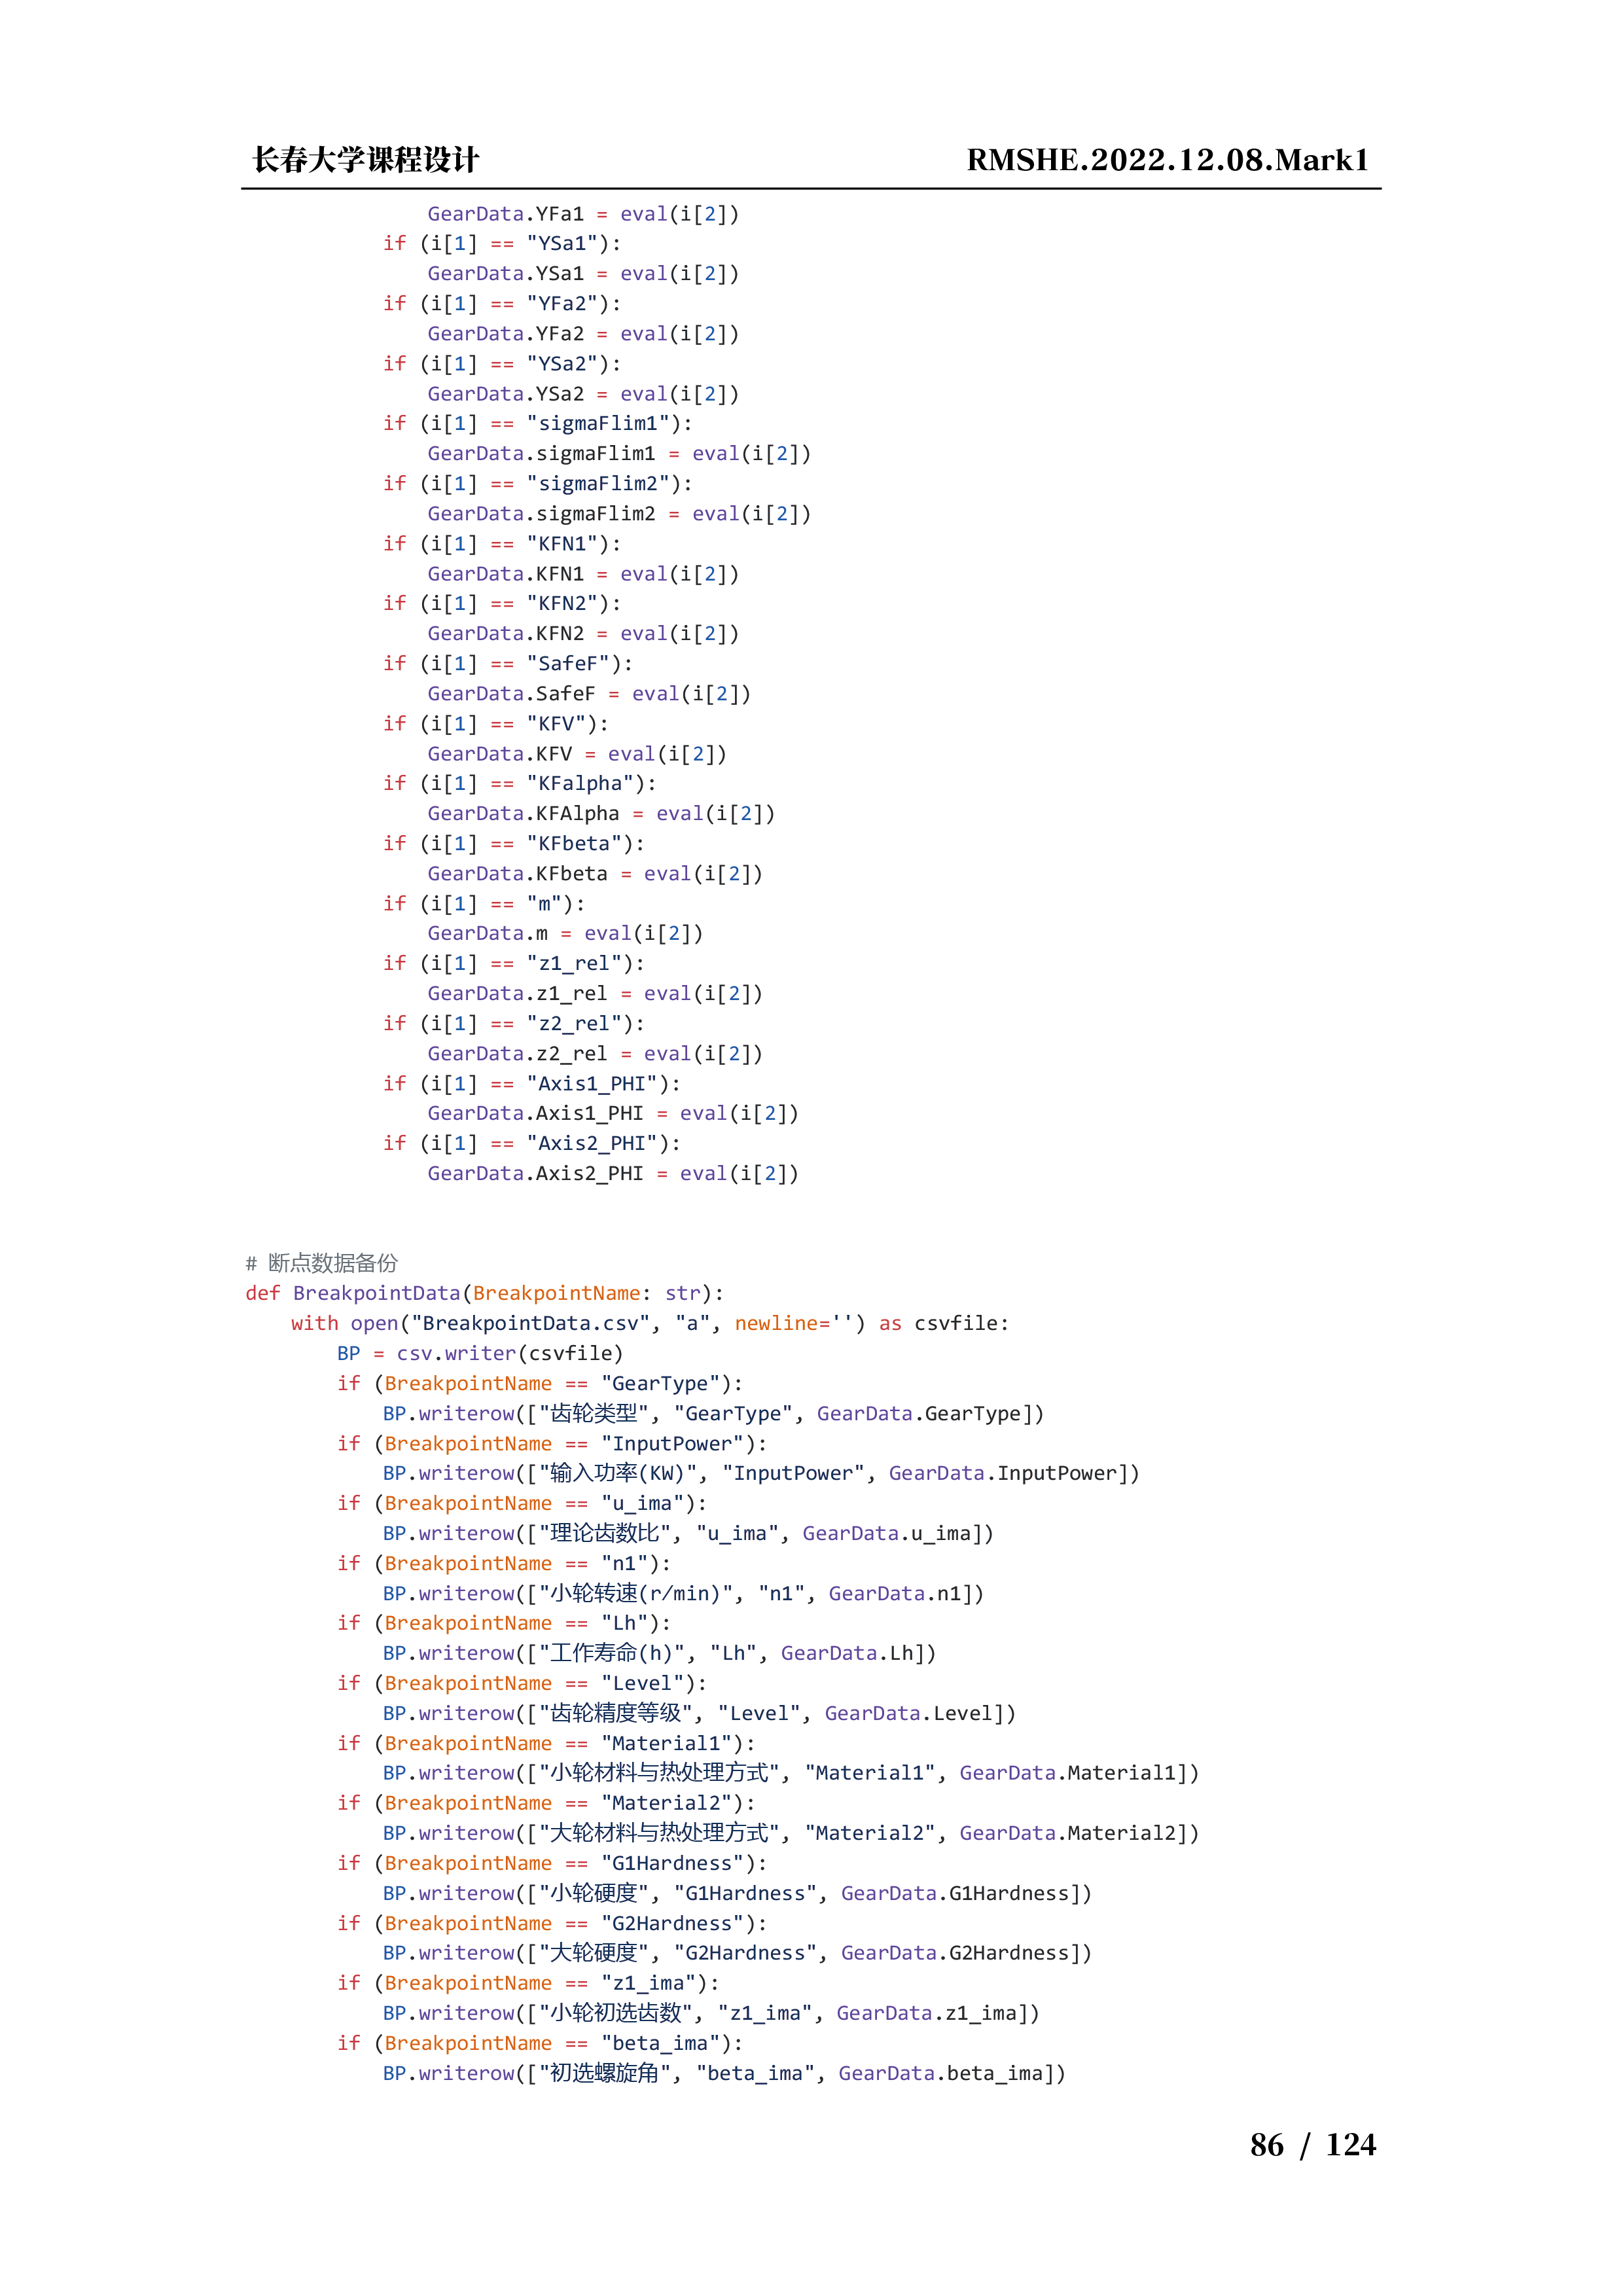 长春大学课程设计 RMSHE.2022.12.08.Mark1
            GearData.YFa1 = eval(i[2])
        if (i[1] == "YSa1"):
            GearData.YSa1 = eval(i[2])
        if (i[1] == "YFa2"):
            GearData.YFa2 = eval(i[2])
        if (i[1] == "YSa2"):
            GearData.YSa2 = eval(i[2])
        if (i[1] == "sigmaFlim1"):
            GearData.sigmaFlim1 = eval(i[2])
        if (i[1] == "sigmaFlim2"):
            GearData.sigmaFlim2 = eval(i[2])
        if (i[1] == "KFN1"):
            GearData.KFN1 = eval(i[2])
        if (i[1] == "KFN2"):
            GearData.KFN2 = eval(i[2])
        if (i[1] == "SafeF"):
            GearData.SafeF = eval(i[2])
        if (i[1] == "KFV"):
            GearData.KFV = eval(i[2])
        if (i[1] == "KFalpha"):
            GearData.KFAlpha = eval(i[2])
        if (i[1] == "KFbeta"):
            GearData.KFbeta = eval(i[2])
        if (i[1] == "m"):
            GearData.m = eval(i[2])
        if (i[1] == "z1_rel"):
            GearData.z1_rel = eval(i[2])
        if (i[1] == "z2_rel"):
            GearData.z2_rel = eval(i[2])
        if (i[1] == "Axis1_PHI"):
            GearData.Axis1_PHI = eval(i[2])
        if (i[1] == "Axis2_PHI"):
            GearData.Axis2_PHI = eval(i[2])
# 断点数据备份
def BreakpointData(BreakpointName: str):
    with open("BreakpointData.csv", "a", newline='') as csvfile:
        BP = csv.writer(csvfile)
        if (BreakpointName == "GearType"):
            BP.writerow(["齿轮类型", "GearType", GearData.GearType])
        if (BreakpointName == "InputPower"):
            BP.writerow(["输入功率(KW)", "InputPower", GearData.InputPower])
        if (BreakpointName == "u_ima"):
            BP.writerow(["理论齿数比", "u_ima", GearData.u_ima])
        if (BreakpointName == "n1"):
            BP.writerow(["小轮转速(r/min)", "n1", GearData.n1])
        if (BreakpointName == "Lh"):
            BP.writerow(["工作寿命(h)", "Lh", GearData.Lh])
        if (BreakpointName == "Level"):
            BP.writerow(["齿轮精度等级", "Level", GearData.Level])
        if (BreakpointName == "Material1"):
            BP.writerow(["小轮材料与热处理方式", "Material1", GearData.Material1])
        if (BreakpointName == "Material2"):
            BP.writerow(["大轮材料与热处理方式", "Material2", GearData.Material2])
        if (BreakpointName == "G1Hardness"):
            BP.writerow(["小轮硬度", "G1Hardness", GearData.G1Hardness])
        if (BreakpointName == "G2Hardness"):
            BP.writerow(["大轮硬度", "G2Hardness", GearData.G2Hardness])
        if (BreakpointName == "z1_ima"):
            BP.writerow(["小轮初选齿数", "z1_ima", GearData.z1_ima])
        if (BreakpointName == "beta_ima"):
            BP.writerow(["初选螺旋角", "beta_ima", GearData.beta_ima])
86 / 124